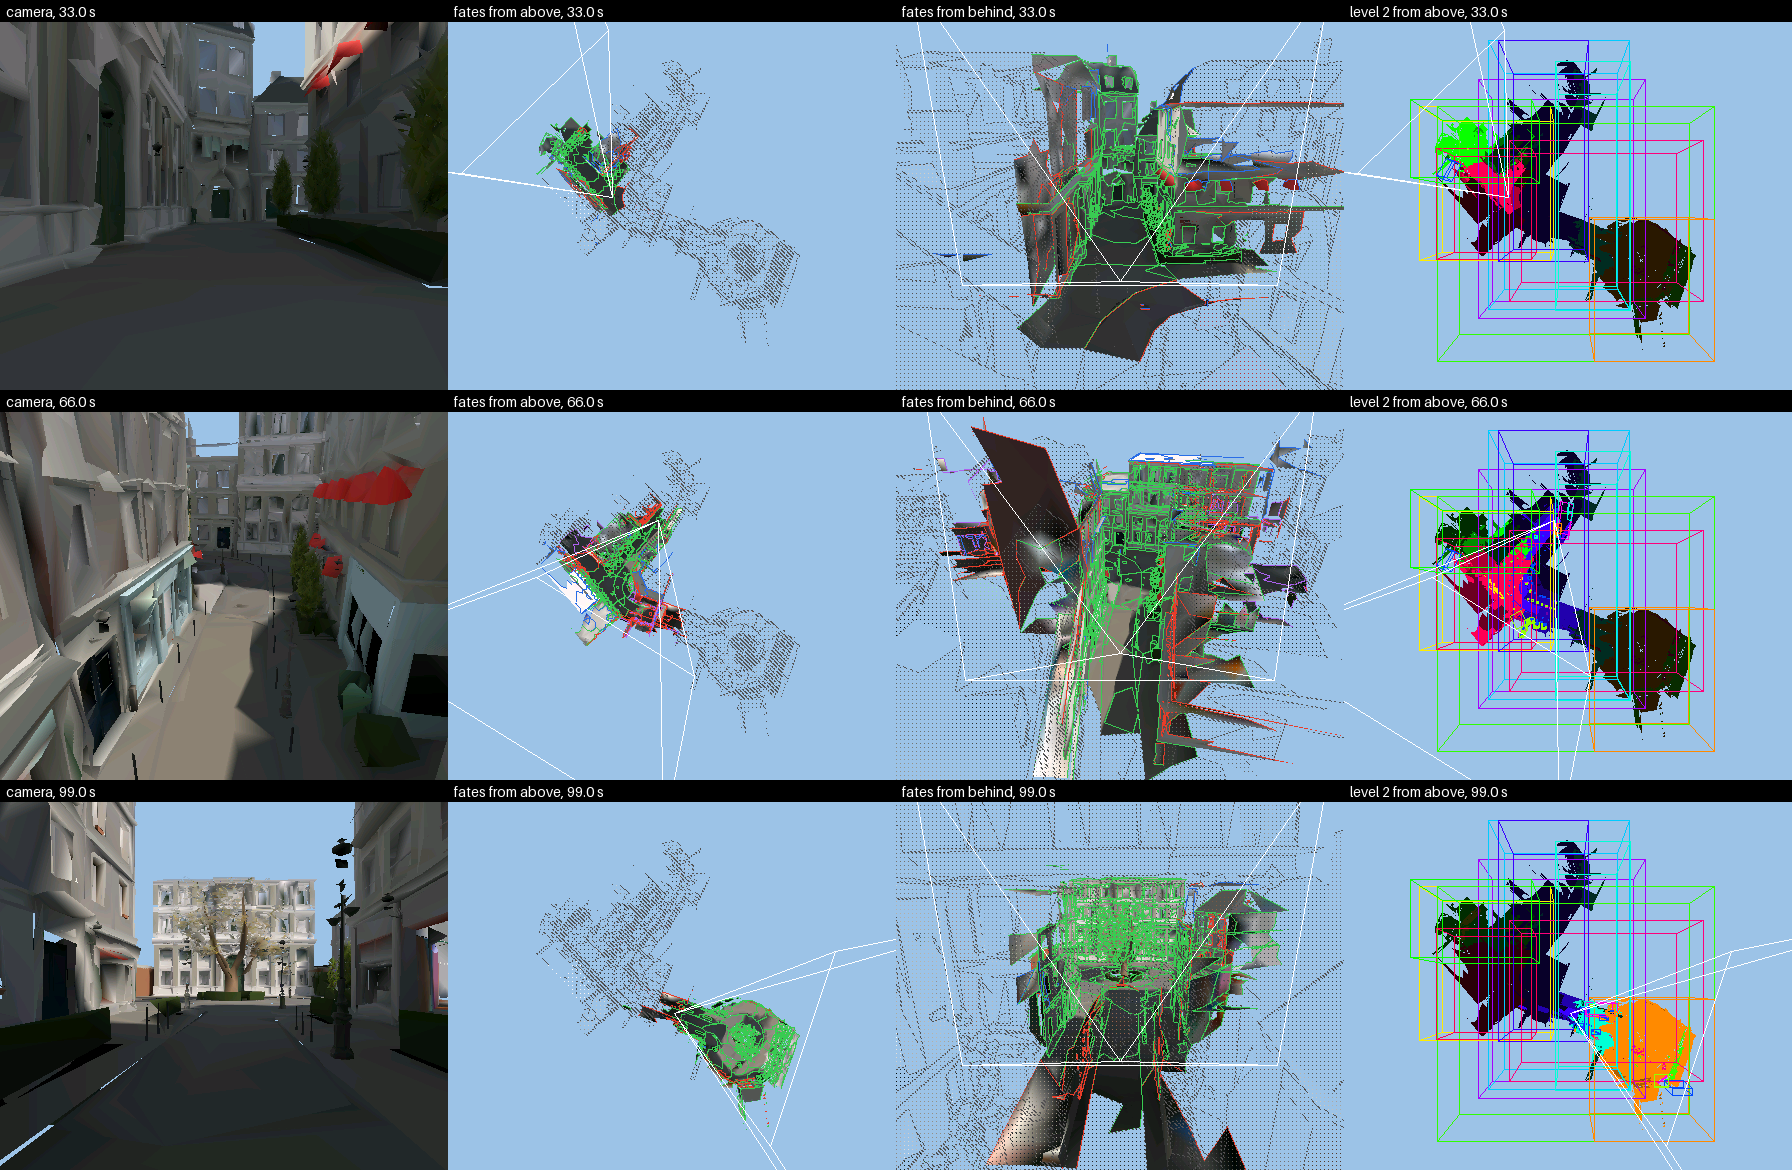 camera, 33.0 s
fates from above, 33.0 s
fates from behind, 33.0 s
level 2 from above, 33.0 s
camera, 66.0 s
fates from above, 66.0 s
fates from behind, 66.0 s
level 2 from above, 66.0 s
camera, 99.0 s
fates from above, 99.0 s
fates from behind, 99.0 s
level 2 from above, 99.0 s